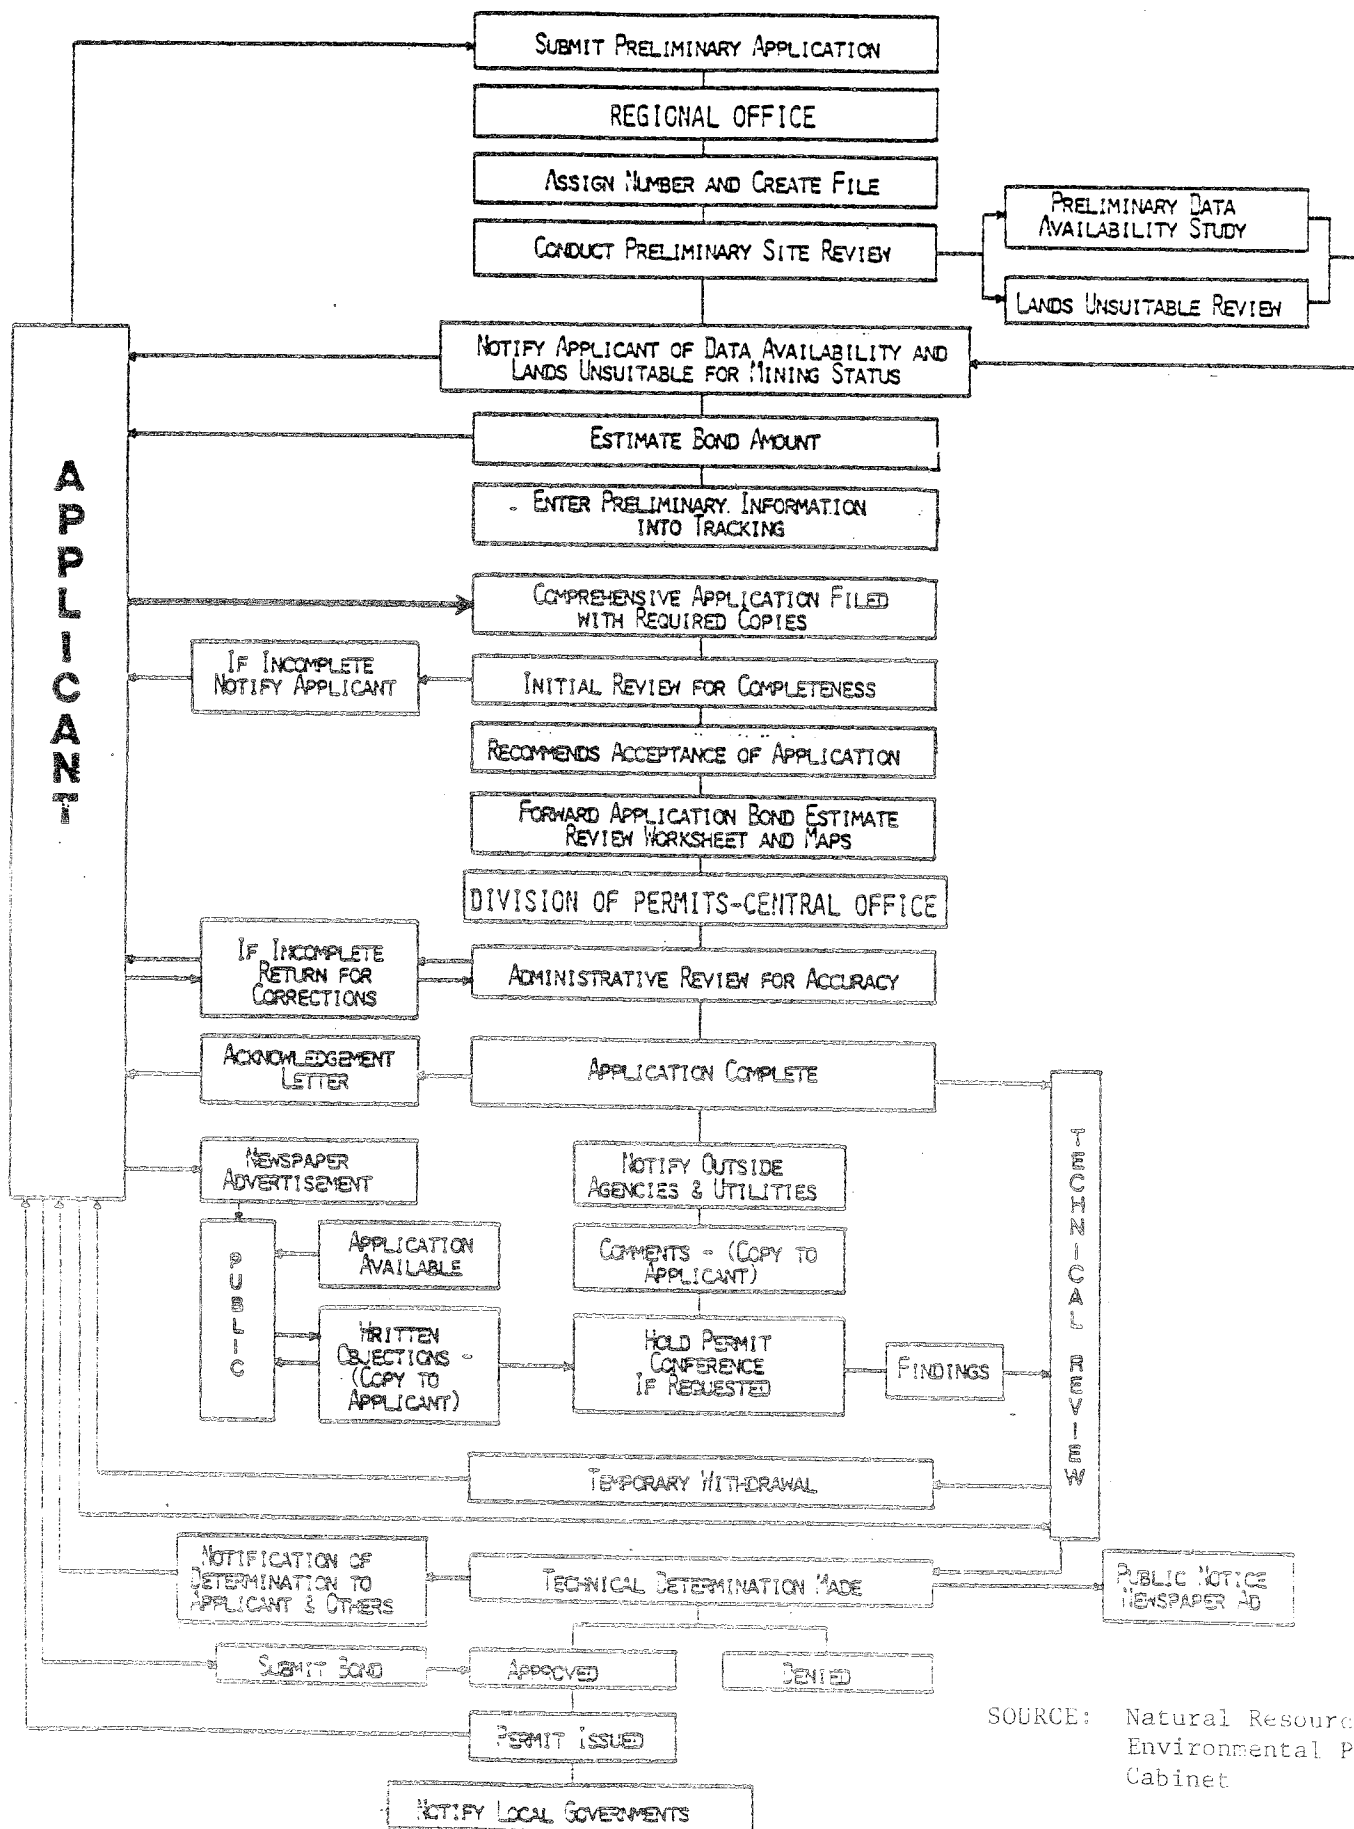 SUBMIT PRELIMINARY APPLICATION
REGIONAL OFFICE
ASSIGN NUMBER AND CREATE FILE
CONDUCT PRELIMINARY SITE REVIEW
PRELIMINARY DATA
AVAILABILITY STUDY
LANDS UNSUITABLE REVIEW
NOTIFY APPLICANT OF DATA AVAILABILITY AND
LANDS UNSUITABLE FOR MINING STATUS
ESTIMATE BOND AMOUNT
ENTER PRELIMINARY INFORMATION
INTO TRACKING
APPLICANT
COMPREHENSIVE APPLICATION FILED
WITH REQUIRED COPIES
IF INCOMPLETE
NOTIFY APPLICANT
INITIAL REVIEW FOR COMPLETENESS
RECOMMENDS ACCEPTANCE OF APPLICATION
FORWARD APPLICATION BOND ESTIMATE
REVIEW WORKSHEET AND MAPS
DIVISION OF PERMITS-CENTRAL OFFICE
IF INCOMPLETE
RETURN FOR
CORRECTIONS
ADMINISTRATIVE REVIEW FOR ACCURACY
ACKNOWLEDGEMENT
LETTER
APPLICATION COMPLETE
TECHNICAL REVIEW
NEWSPAPER
ADVERTISEMENT
NOTIFY OUTSIDE
AGENCIES & UTILITIES
PUBLIC
APPLICATION
AVAILABLE
COMMENTS - (COPY TO
APPLICANT)
WRITTEN
OBJECTIONS -
(COPY TO
APPLICANT)
HOLD PERMIT
CONFERENCE
IF REQUESTED
FINDINGS
TEMPORARY WITHDRAWAL
NOTIFICATION OF
DETERMINATION TO
APPLICANT & OTHERS
TECHNICAL DETERMINATION MADE
PUBLIC NOTICE
NEWSPAPER AD
SUBMIT BOND
APPROVED
DENIED
PERMIT ISSUED
NOTIFY LOCAL GOVERNMENTS
SOURCE: Natural Resourc
Environmental P
Cabinet